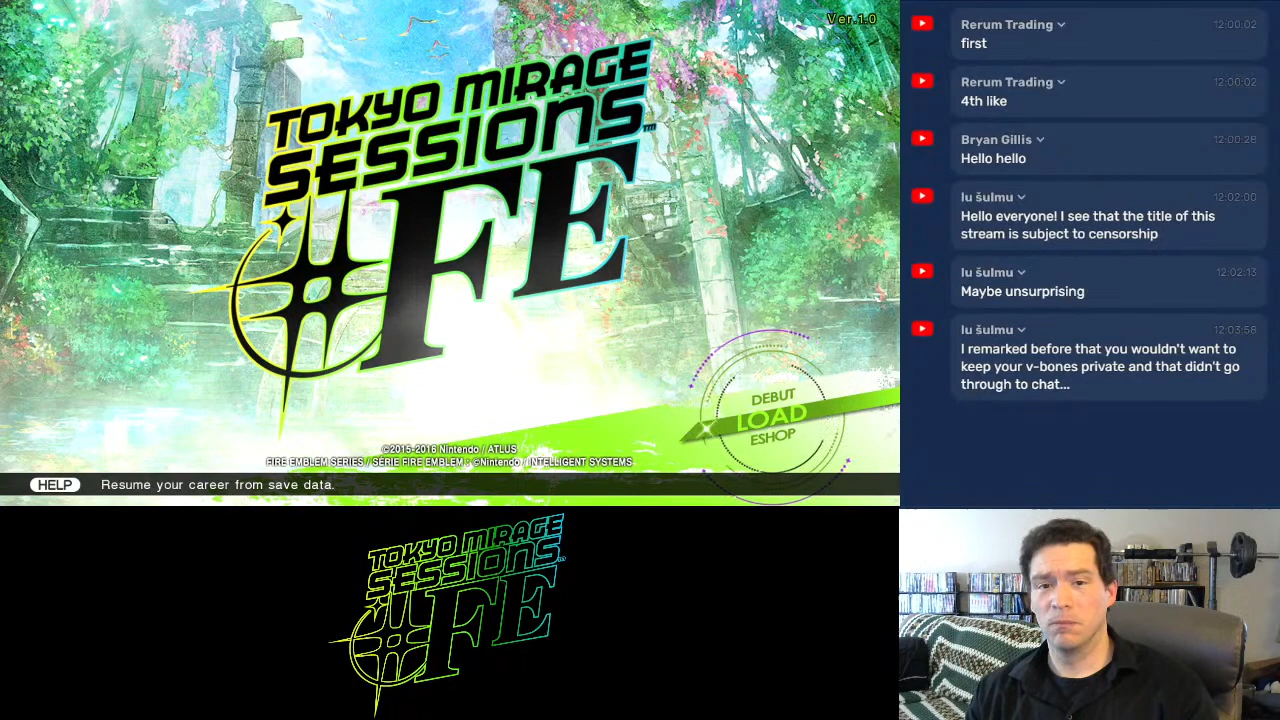 Ver.1.0
TOKYO MIRAGE
SESSIONS™
#FE
DEBUT
LOAD
ESHOP
©2015-2016 Nintendo / ATLUS
FIRE EMBLEM SERIES / SÉRIE FIRE EMBLEM : ©Nintendo / INTELLIGENT SYSTEMS
HELP Resume your career from save data.
TOKYO MIRAGE
SESSIONS™
#FE
Rerum Trading 12:00:02
first
Rerum Trading 12:00:02
4th like
Bryan Gillis 12:00:28
Hello hello
lu šulmu 12:02:00
Hello everyone! I see that the title of this
stream is subject to censorship
lu šulmu 12:02:13
Maybe unsurprising
lu šulmu 12:03:58
I remarked before that you wouldn't want to
keep your v-bones private and that didn't go
through to chat...